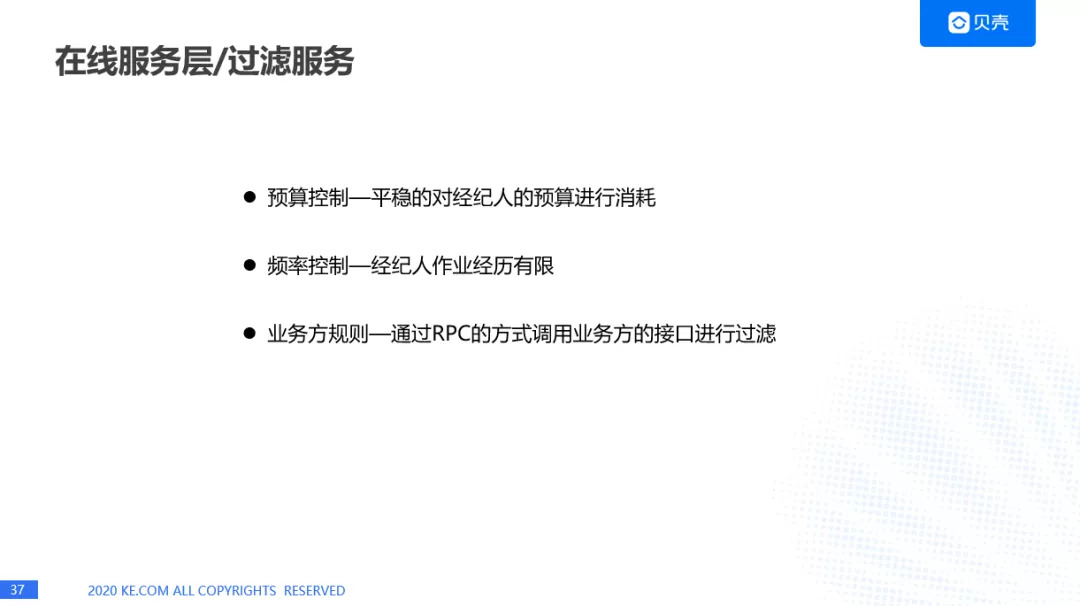 贝壳
在线服务层/过滤服务
● 预算控制—平稳的对经纪人的预算进行消耗
● 频率控制—经纪人作业经历有限
● 业务方规则—通过RPC的方式调用业务方的接口进行过滤
37
2020 KE.COM ALL COPYRIGHTS RESERVED